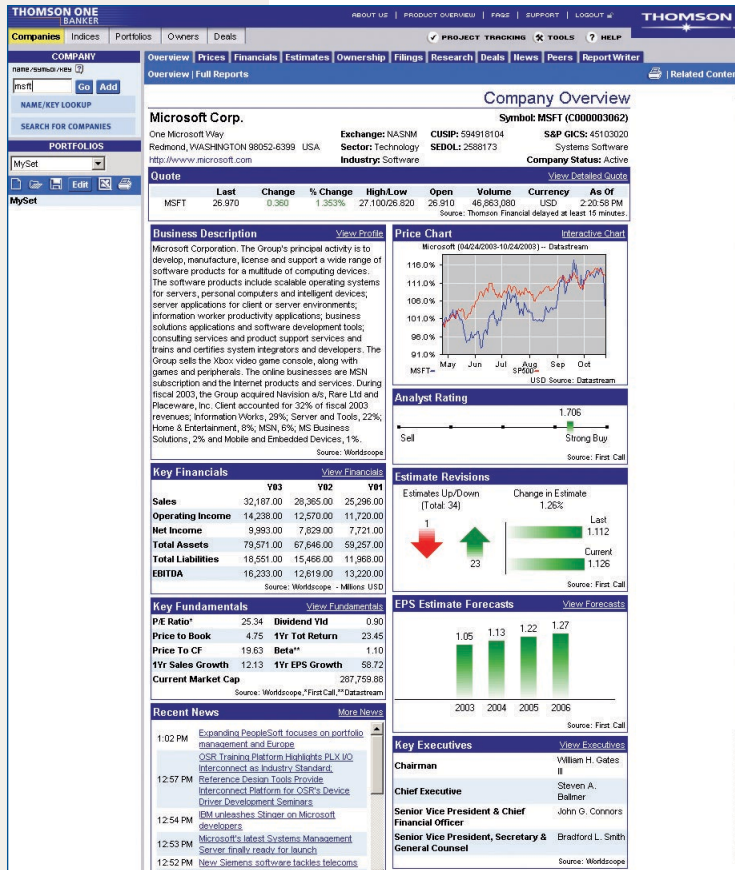 THOMSON ONE
BANKER
ABOUT US | PRODUCT OVERVIEW | FAQS | SUPPORT | LOGOUT
THOMSON
Companies Indices Portfolios Owners Deals
PROJECT TRACKING TOOLS ? HELP
COMPANY
name/symbol/key ?
msft Go Add
NAME/KEY LOOKUP
SEARCH FOR COMPANIES
PORTFOLIOS
MySet
Edit
MySet
Overview Prices Financials Estimates Ownership Filings Research Deals News Peers Report Writer
Overview | Full Reports
| Related Conter
Company Overview
Microsoft Corp. Symbol: MSFT (C000003062)
One Microsoft Way Exchange: NASNM CUSIP: 594918104 S&P GICS: 45103020
Redmond, WASHINGTON 98052-6399 USA Sector: Technology SEDOL: 2588173 Systems Software
http://www.microsoft.com Industry: Software Company Status: Active
Quote View Detailed Quote
Last Change % Change High/Low Open Volume Currency As Of
MSFT 26.970 0.360 1.353% 27.100/26.820 26.910 46,863,080 USD 2:20:58 PM
Source: Thomson Financial delayed at least 15 minutes.
Business Description View Profile
Microsoft Corporation. The Group's principal activity is to
develop, manufacture, license and support a wide range of
software products for a multitude of computing devices.
The software products include scalable operating systems
for servers, personal computers and intelligent devices;
server applications for client or server environments;
information worker productivity applications; business
solutions applications and software development tools;
consulting services and product support services and
trains and certifies system integrators and developers. The
Group sells the Xbox video game console, along with
games and peripherals. The online businesses are MSN
subscription and the Internet products and services. During
fiscal 2003, the Group acquired Navision a/s, Rare Ltd and
Placeware, Inc. Client accounted for 32% of fiscal 2003
revenues; Information Works, 29%; Server and Tools, 22%;
Home & Entertainment, 8%; MSN, 6%; MS Business
Solutions, 2% and Mobile and Embedded Devices, 1%.
Source: Worldscope
Key Financials View Financials
Y03 Y02 Y01
Sales 32,187.00 28,365.00 25,296.00
Operating Income 14,238.00 12,570.00 11,720.00
Net Income 9,993.00 7,829.00 7,721.00
Total Assets 79,571.00 67,646.00 59,257.00
Total Liabilities 18,551.00 15,466.00 11,968.00
EBITDA 16,233.00 12,619.00 13,220.00
Source: Worldscope - Millions USD
Key Fundamentals View Fundamentals
P/E Ratio* 25.34 Dividend Yld 0.90
Price to Book 4.75 1Yr Tot Return 23.45
Price To CF 19.63 Beta** 1.10
1Yr Sales Growth 12.13 1Yr EPS Growth 58.72
Current Market Cap 287,759.88
Source: Worldscope,*FirstCall,**Datastream
Recent News More News
1:02 PM Expanding PeopleSoft focuses on portfolio
management and Europe
OSR Training Platform Highlights PLX I/O
Interconnect as Industry Standard;
12:57 PM Reference Design Tools Provide
Interconnect Platform for OSR's Device
Driver Development Seminars
12:54 PM IBM unleashes Stinger on Microsoft
developers
12:53 PM Microsoft's latest Systems Management
Server finally ready for launch
12:52 PM New Siemens software tackles telecoms
Price Chart Interactive Chart
Microsoft (04/24/2003-10/24/2003) -- Datastream
116.0%
111.0%
106.0%
101.0%
96.0%
91.0%
May Jun Jul Aug Sep Oct
MSFT SP500
USD Source: Datastream
Analyst Rating
1.706
Sell Strong Buy
Source: First Call
Estimate Revisions
Estimates Up/Down Change in Estimate
(Total: 34) 1.26%
1 Last
1.112
23 Current
1.126
Source: First Call
EPS Estimate Forecasts View Forecasts
1.05 1.13 1.22 1.27
2003 2004 2005 2006
Source: First Call
Key Executives View Executives
Chairman William H. Gates
III
Chief Executive Steven A.
Ballmer
Senior Vice President & Chief John G. Connors
Financial Officer
Senior Vice President, Secretary & Bradford L. Smith
General Counsel
Source: Worldscope